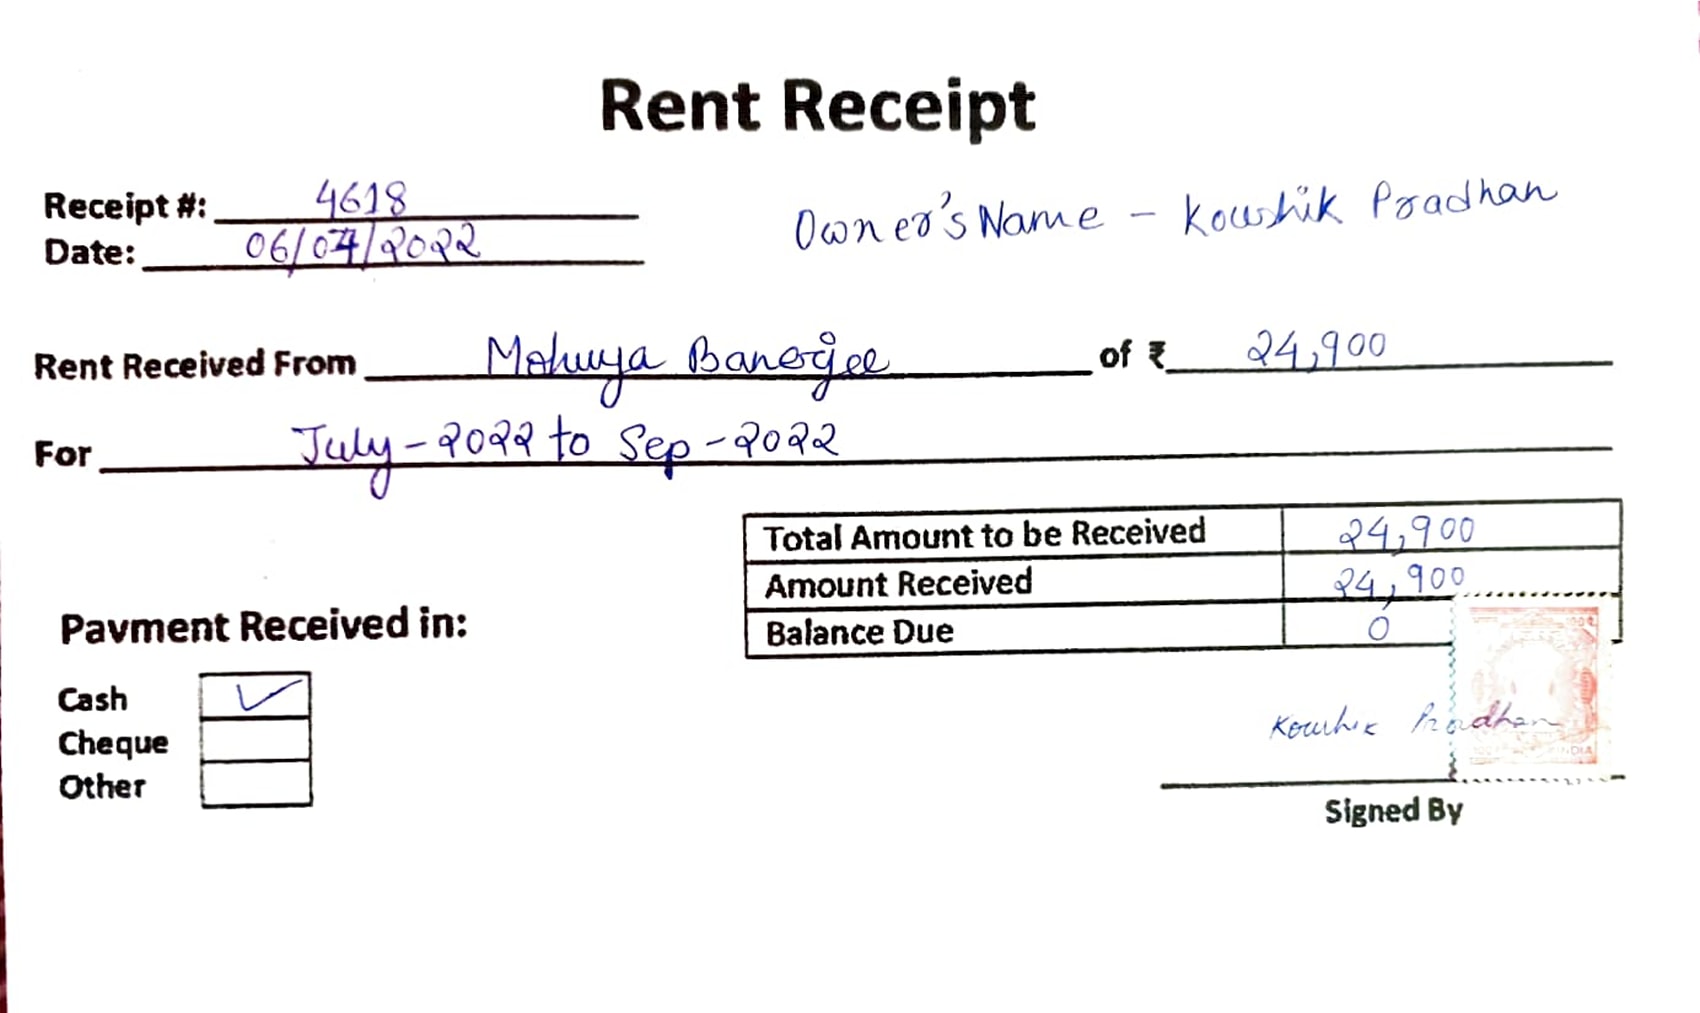 Rent Receipt
Receipt #: 4618
Owner's Name - Koushik Pradhan
Date: 06/07/2022
Rent Received From Mohuya Banerjee of ₹ 24,900
For July-2022 to Sep-2022
Total Amount to be Received 24,900
Amount Received 24,900
Balance Due 0
Payment Received in:
Cash ✓
Cheque
Other
Koushik Pradhan
INDIA
Signed By